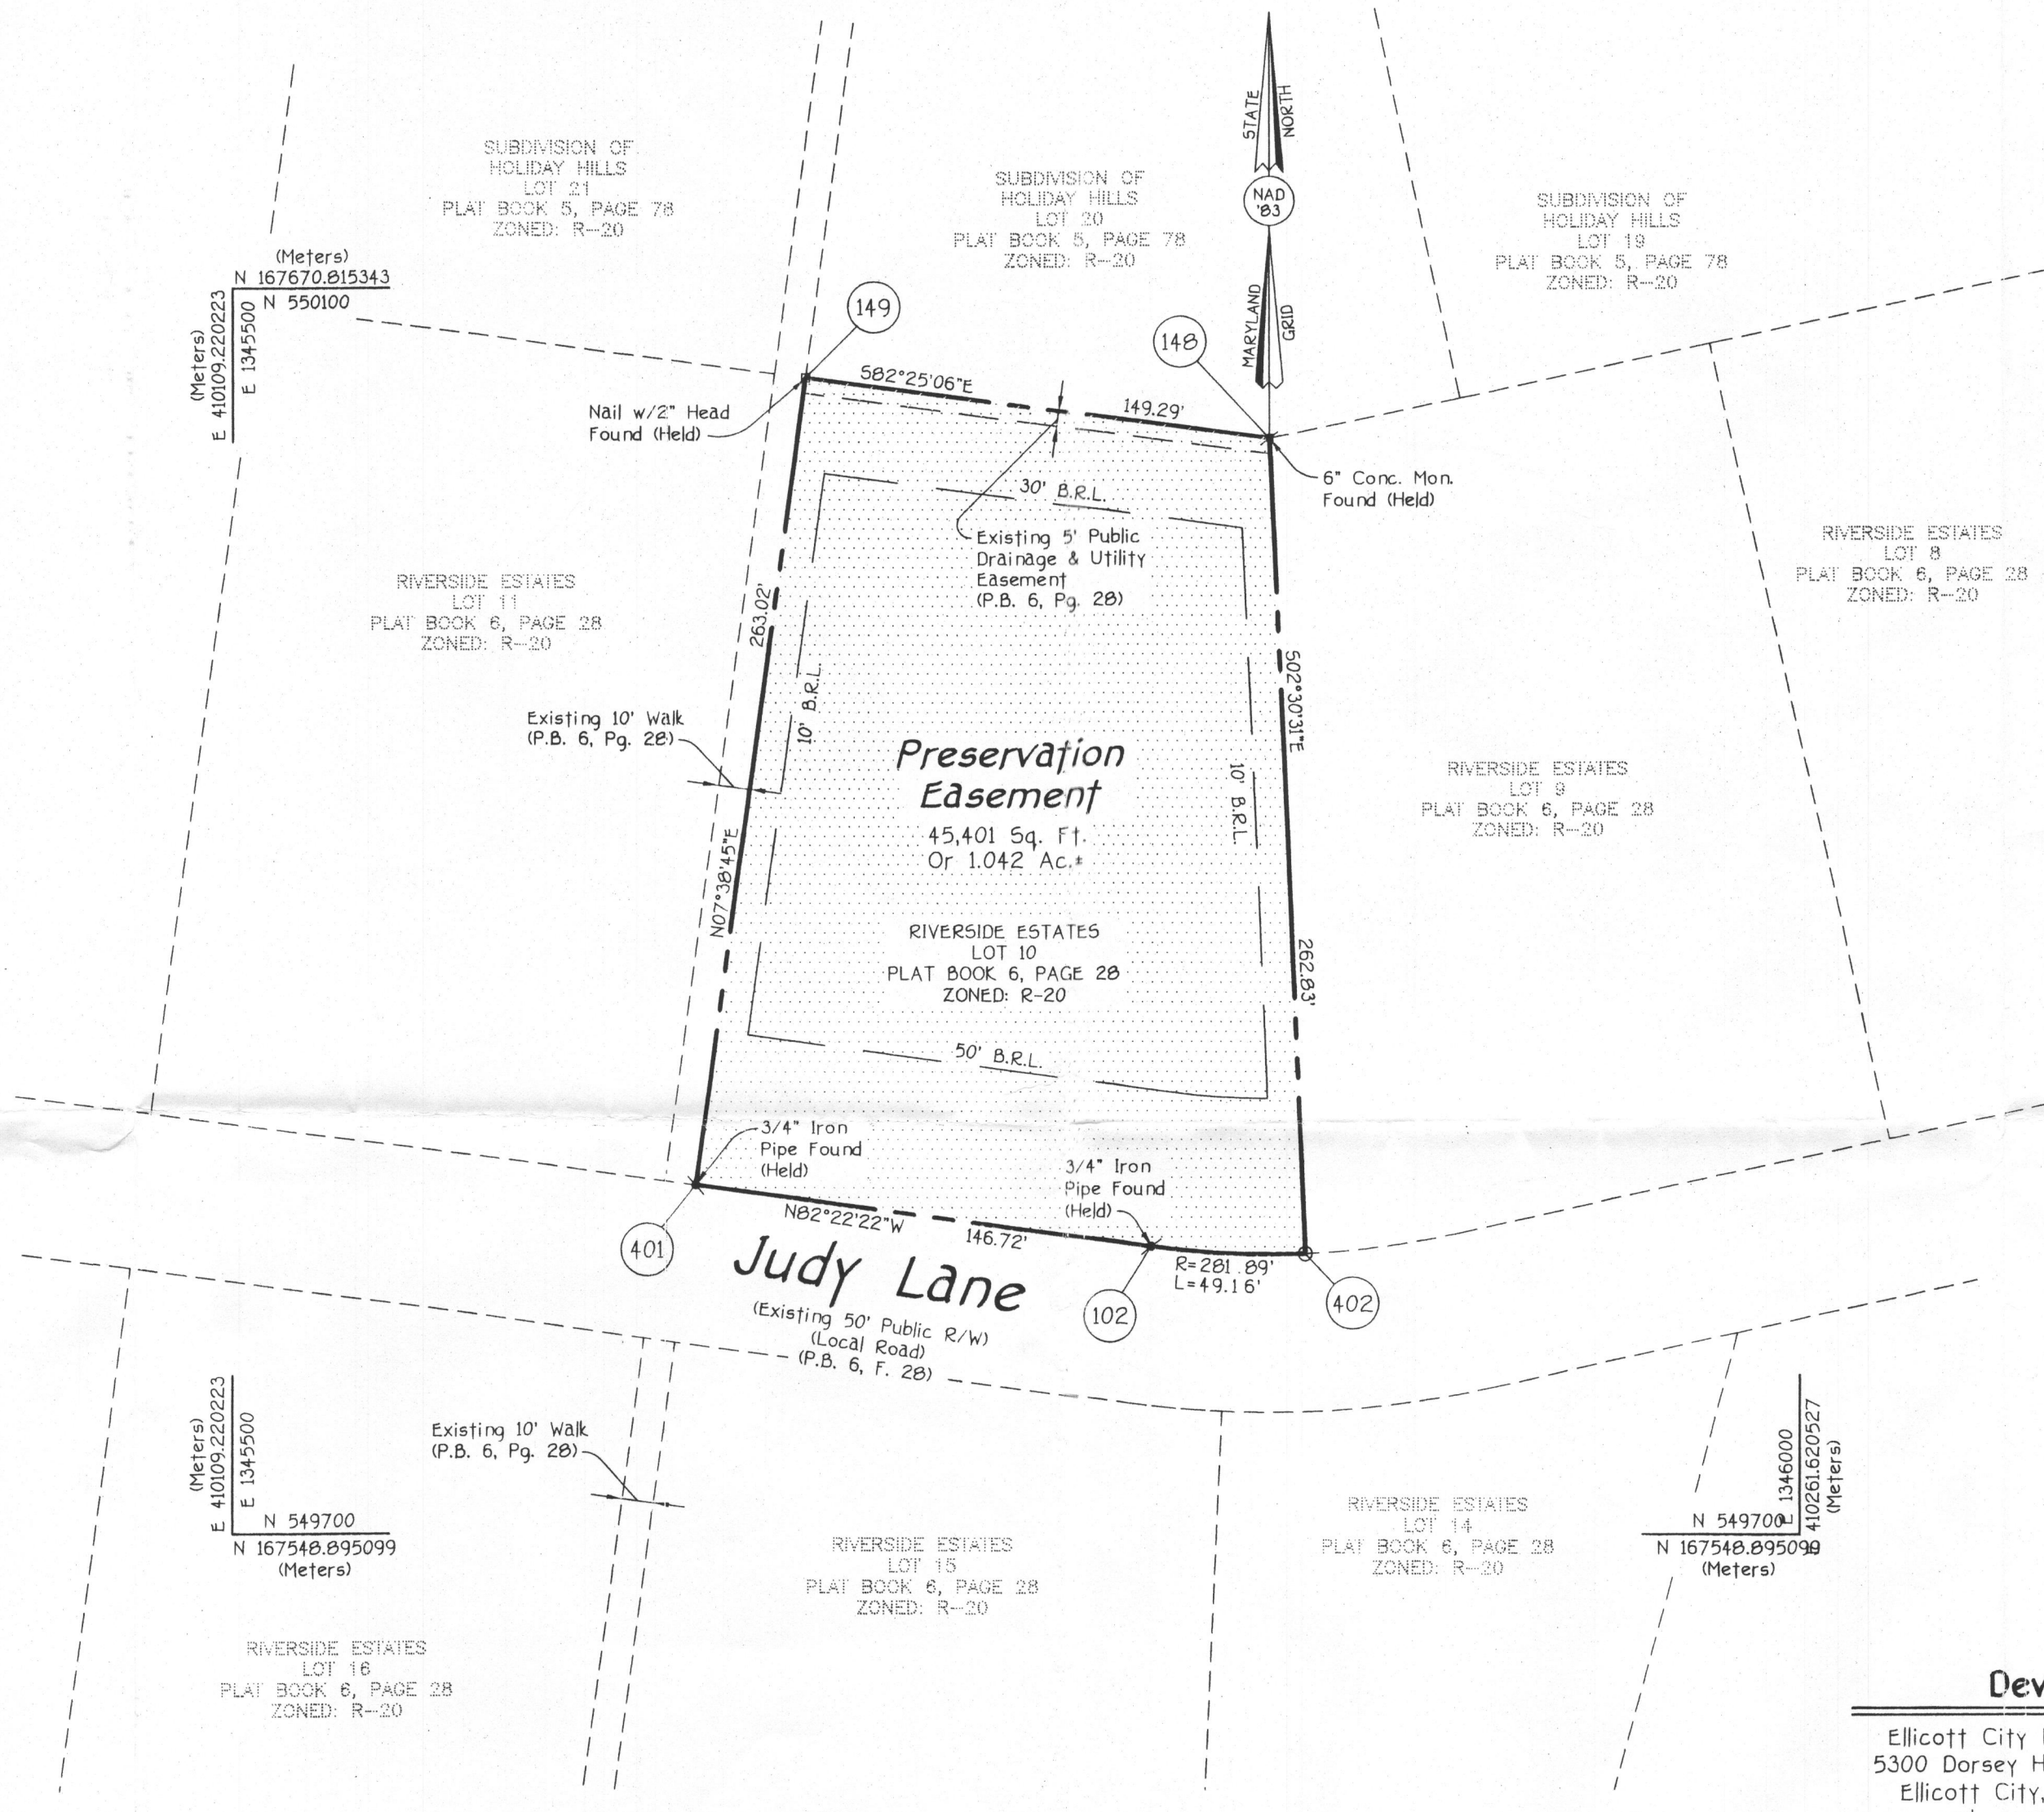 SUBDIVISION OF
HOLIDAY HILLS
LOT 21
PLAT BOOK 5, PAGE 78
ZONED: R-20
SUBDIVISION OF
HOLIDAY HILLS
LOT 20
PLAT BOOK 5, PAGE 78
ZONED: R-20
STATE
NORTH
NAD
'83
MARYLAND
GRID
SUBDIVISION OF
HOLIDAY HILLS
LOT 19
PLAT BOOK 5, PAGE 78
ZONED: R-20
(Meters)
N 167670.815343
N 550100
(Meters)
E 410109.220223
E 1345500
149
148
S82°25'06"E
149.29'
Nail w/2" Head
Found (Held)
6" Conc. Mon.
Found (Held)
30' B.R.L.
Existing 5' Public
Drainage & Utility
Easement
(P.B. 6, Pg. 28)
RIVERSIDE ESTATES
LOT 8
PLAT BOOK 6, PAGE 28
ZONED: R-20
RIVERSIDE ESTATES
LOT 11
PLAT BOOK 6, PAGE 28
ZONED: R-20
263.02'
10' B.R.L.
S02°30'31"E
Existing 10' Walk
(P.B. 6, Pg. 28)
Preservation
Easement
45,401 Sq. Ft.
Or 1.042 Ac.±
10' B.R.L.
RIVERSIDE ESTATES
LOT 9
PLAT BOOK 6, PAGE 28
ZONED: R-20
N07°38'45"E
RIVERSIDE ESTATES
LOT 10
PLAT BOOK 6, PAGE 28
ZONED: R-20
262.83'
50' B.R.L.
3/4" Iron
Pipe Found
(Held)
3/4" Iron
Pipe Found
(Held)
N82°22'22"W
146.72'
401
R=281.89'
L=49.16'
102
402
Judy Lane
(Existing 50' Public R/W)
(Local Road)
(P.B. 6, F. 28)
(Meters)
E 410109.220223
E 1345500
N 549700
N 167548.895099
(Meters)
Existing 10' Walk
(P.B. 6, Pg. 28)
RIVERSIDE ESTATES
LOT 15
PLAT BOOK 6, PAGE 28
ZONED: R-20
RIVERSIDE ESTATES
LOT 14
PLAT BOOK 6, PAGE 28
ZONED: R-20
E 1346000
E 410261.620527
(Meters)
N 549700
N 167548.895099
(Meters)
RIVERSIDE ESTATES
LOT 16
PLAT BOOK 6, PAGE 28
ZONED: R-20
Dev
Ellicott City
5300 Dorsey H
Ellicott City,